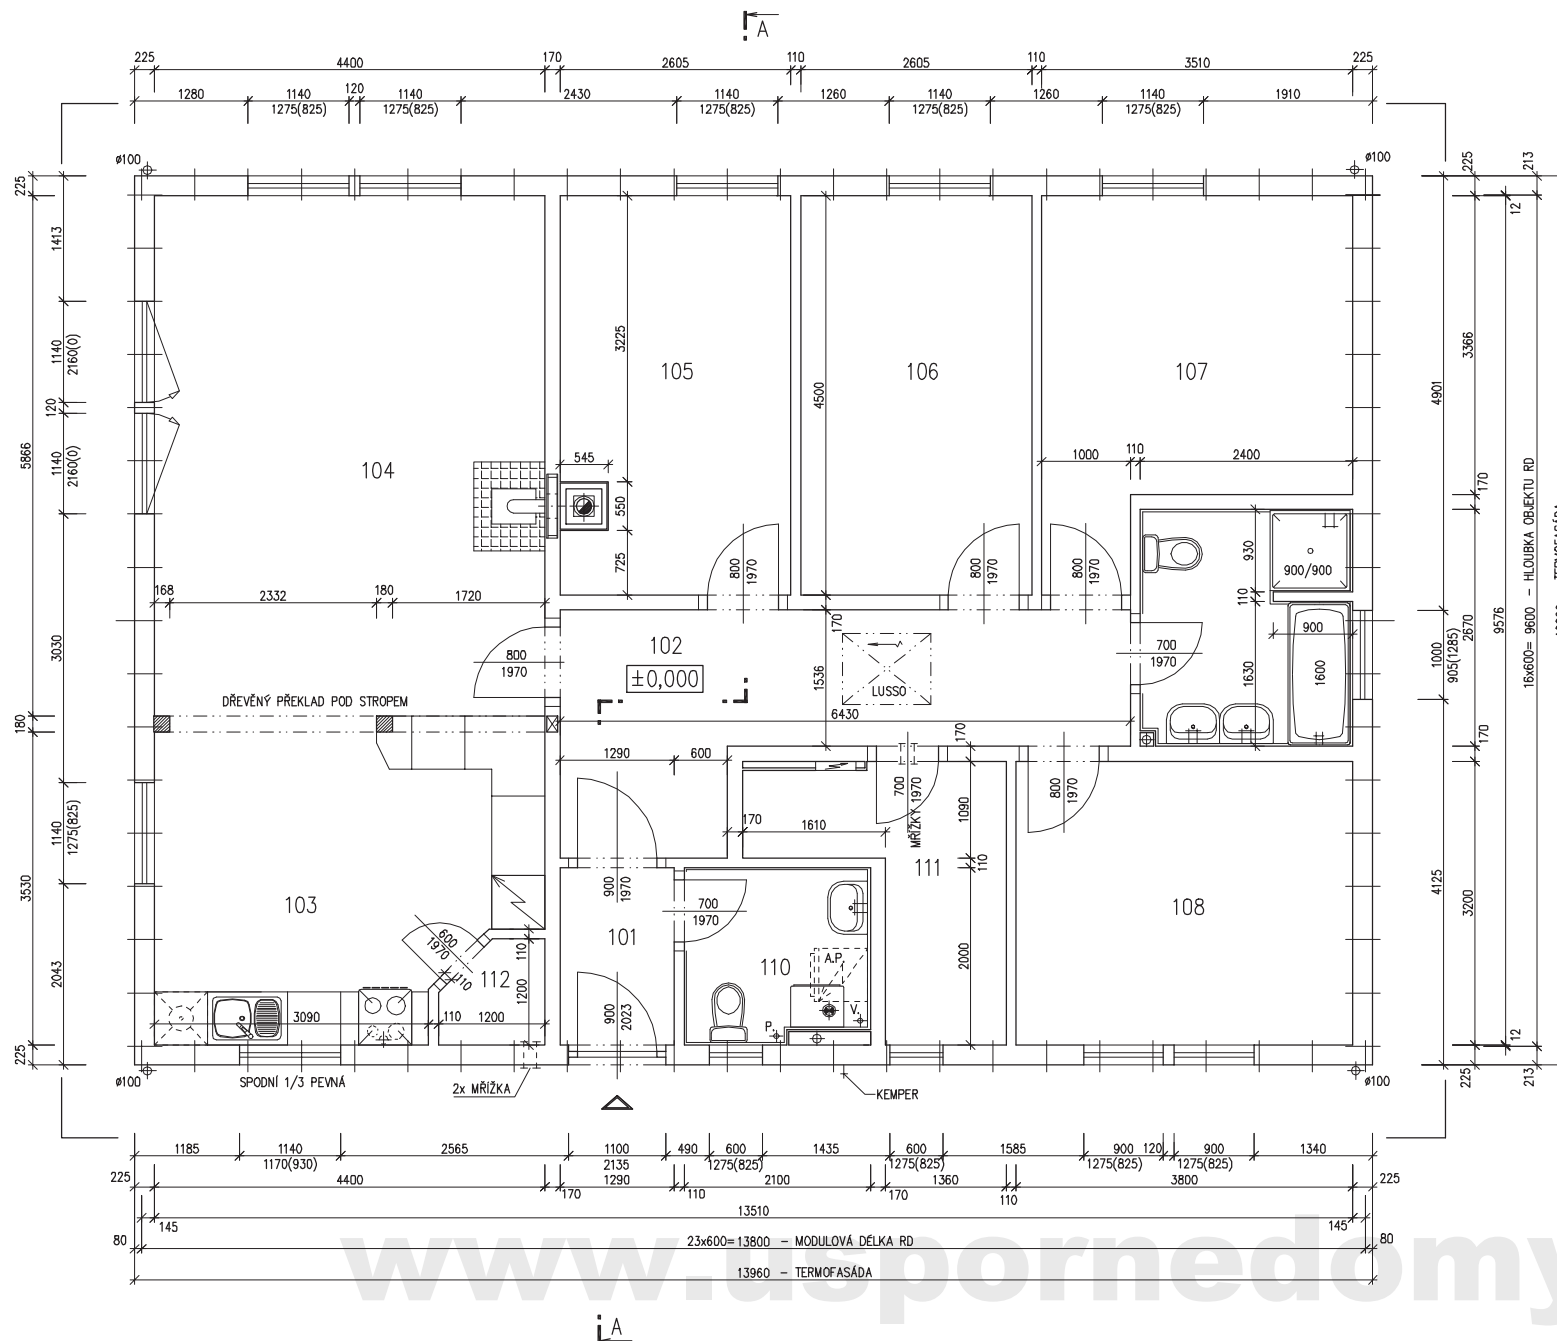 A
225 4400 170 2605 110 2605 110 3510 225
1280 1140 120 1140 2430 1140 1260 1140 1260 1140 1910
1275(825) 1275(825) 1275(825) 1275(825) 1275(825)
ø100 ø100
225 225 213
12
1413
1140
2160(0)
120
1140
2160(0)
5866
3030
180
1140
1275(825)
3530
2043
225
3225
4500
105 106 107
104
545
550
725
1000 110 2400
3366
4901
170
930
900/900
110
900
1630
1600
2670
1000
905(1285)
170
9576
16x600= 9600 - HLOUBKA OBJEKTU RD
168 2332 180 1720
800
1970
800
1970
800
1970
170
102
±0,000
800
1970
1536
LUSSO
700
1970
DŘEVĚNÝ PŘEKLAD POD STROPEM
6430
1290 600
170
700
1970
MŘÍŽKY
800
1970
170 1610
1090
110
111
103
600
1970
110
110
112
1200
900
1970
101
700
1970
110
A.P.
V.
P.
2000
108
4125
3200
12
225
213
3090 110 1200
900
2023
ø100 ø100
SPODNÍ 1/3 PEVNÁ
2x MŘÍŽKA
KEMPER
1185 1140 2565 1100 490 600 1435 600 1585 900 120 900 1340
1170(930) 2135 1275(825) 1275(825) 1275(825) 1275(825)
225 4400 170 1290 110 2100 170 1360 110 3800 225
145 13510 145
80 23x600= 13800 - MODULOVÁ DÉLKA RD 80
13960 - TERMOFASÁDA
www.uspornedomy
A